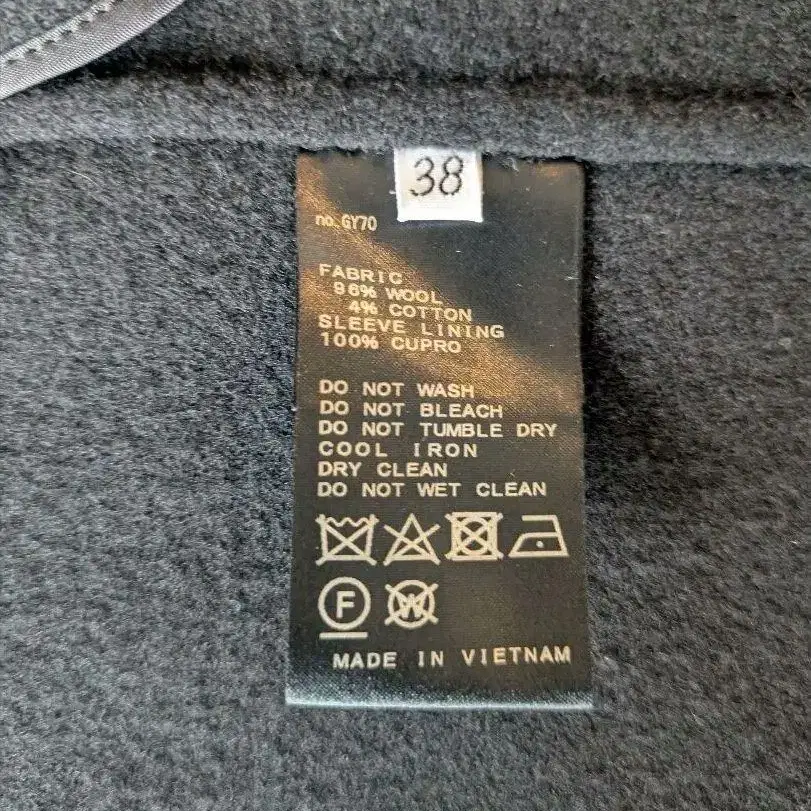 38
no.GY70
FABRIC
96% WOOL
4% COTTON
SLEEVE LINING
100% CUPRO
DO NOT WASH
DO NOT BLEACH
DO NOT TUMBLE DRY
COOL IRON
DRY CLEAN
DO NOT WET CLEAN
F W
MADE IN VIETNAM